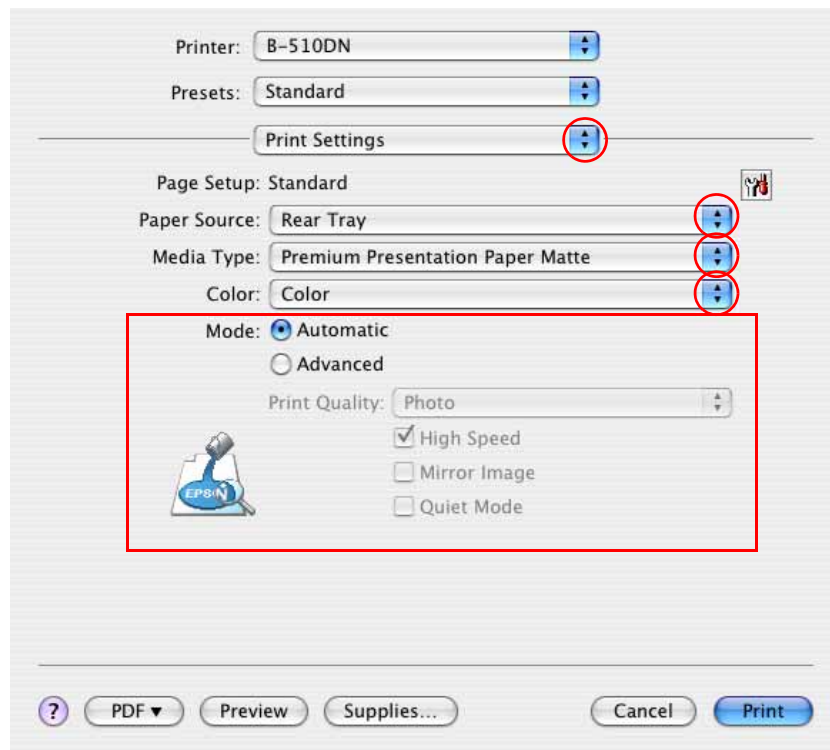 Printer: B-510DN
Presets: Standard
Print Settings
Page Setup: Standard
Paper Source: Rear Tray
Media Type: Premium Presentation Paper Matte
Color: Color
Mode: Automatic
Advanced
Print Quality: Photo
High Speed
Mirror Image
EPSON
Quiet Mode
? PDF Preview Supplies... Cancel Print